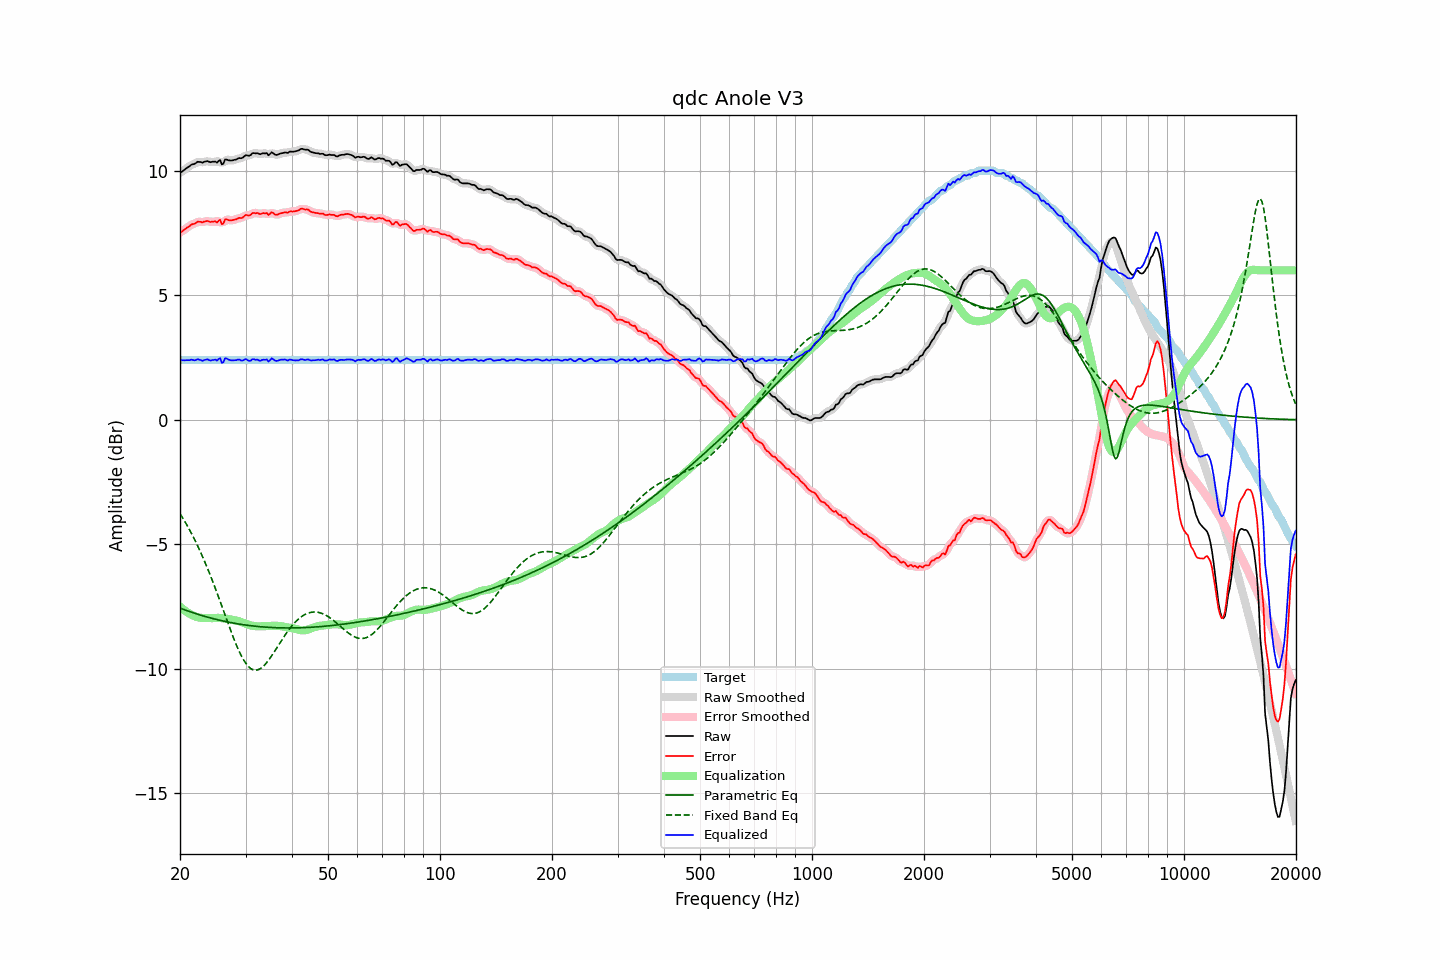 qdc Anole V3
Amplitude (dBr)
10
5
0
−5
−10
−15
Target
Raw Smoothed
Error Smoothed
Raw
Error
Equalization
Parametric Eq
Fixed Band Eq
Equalized
20 50 100 200 500 1000 2000 5000 10000 20000
Frequency (Hz)